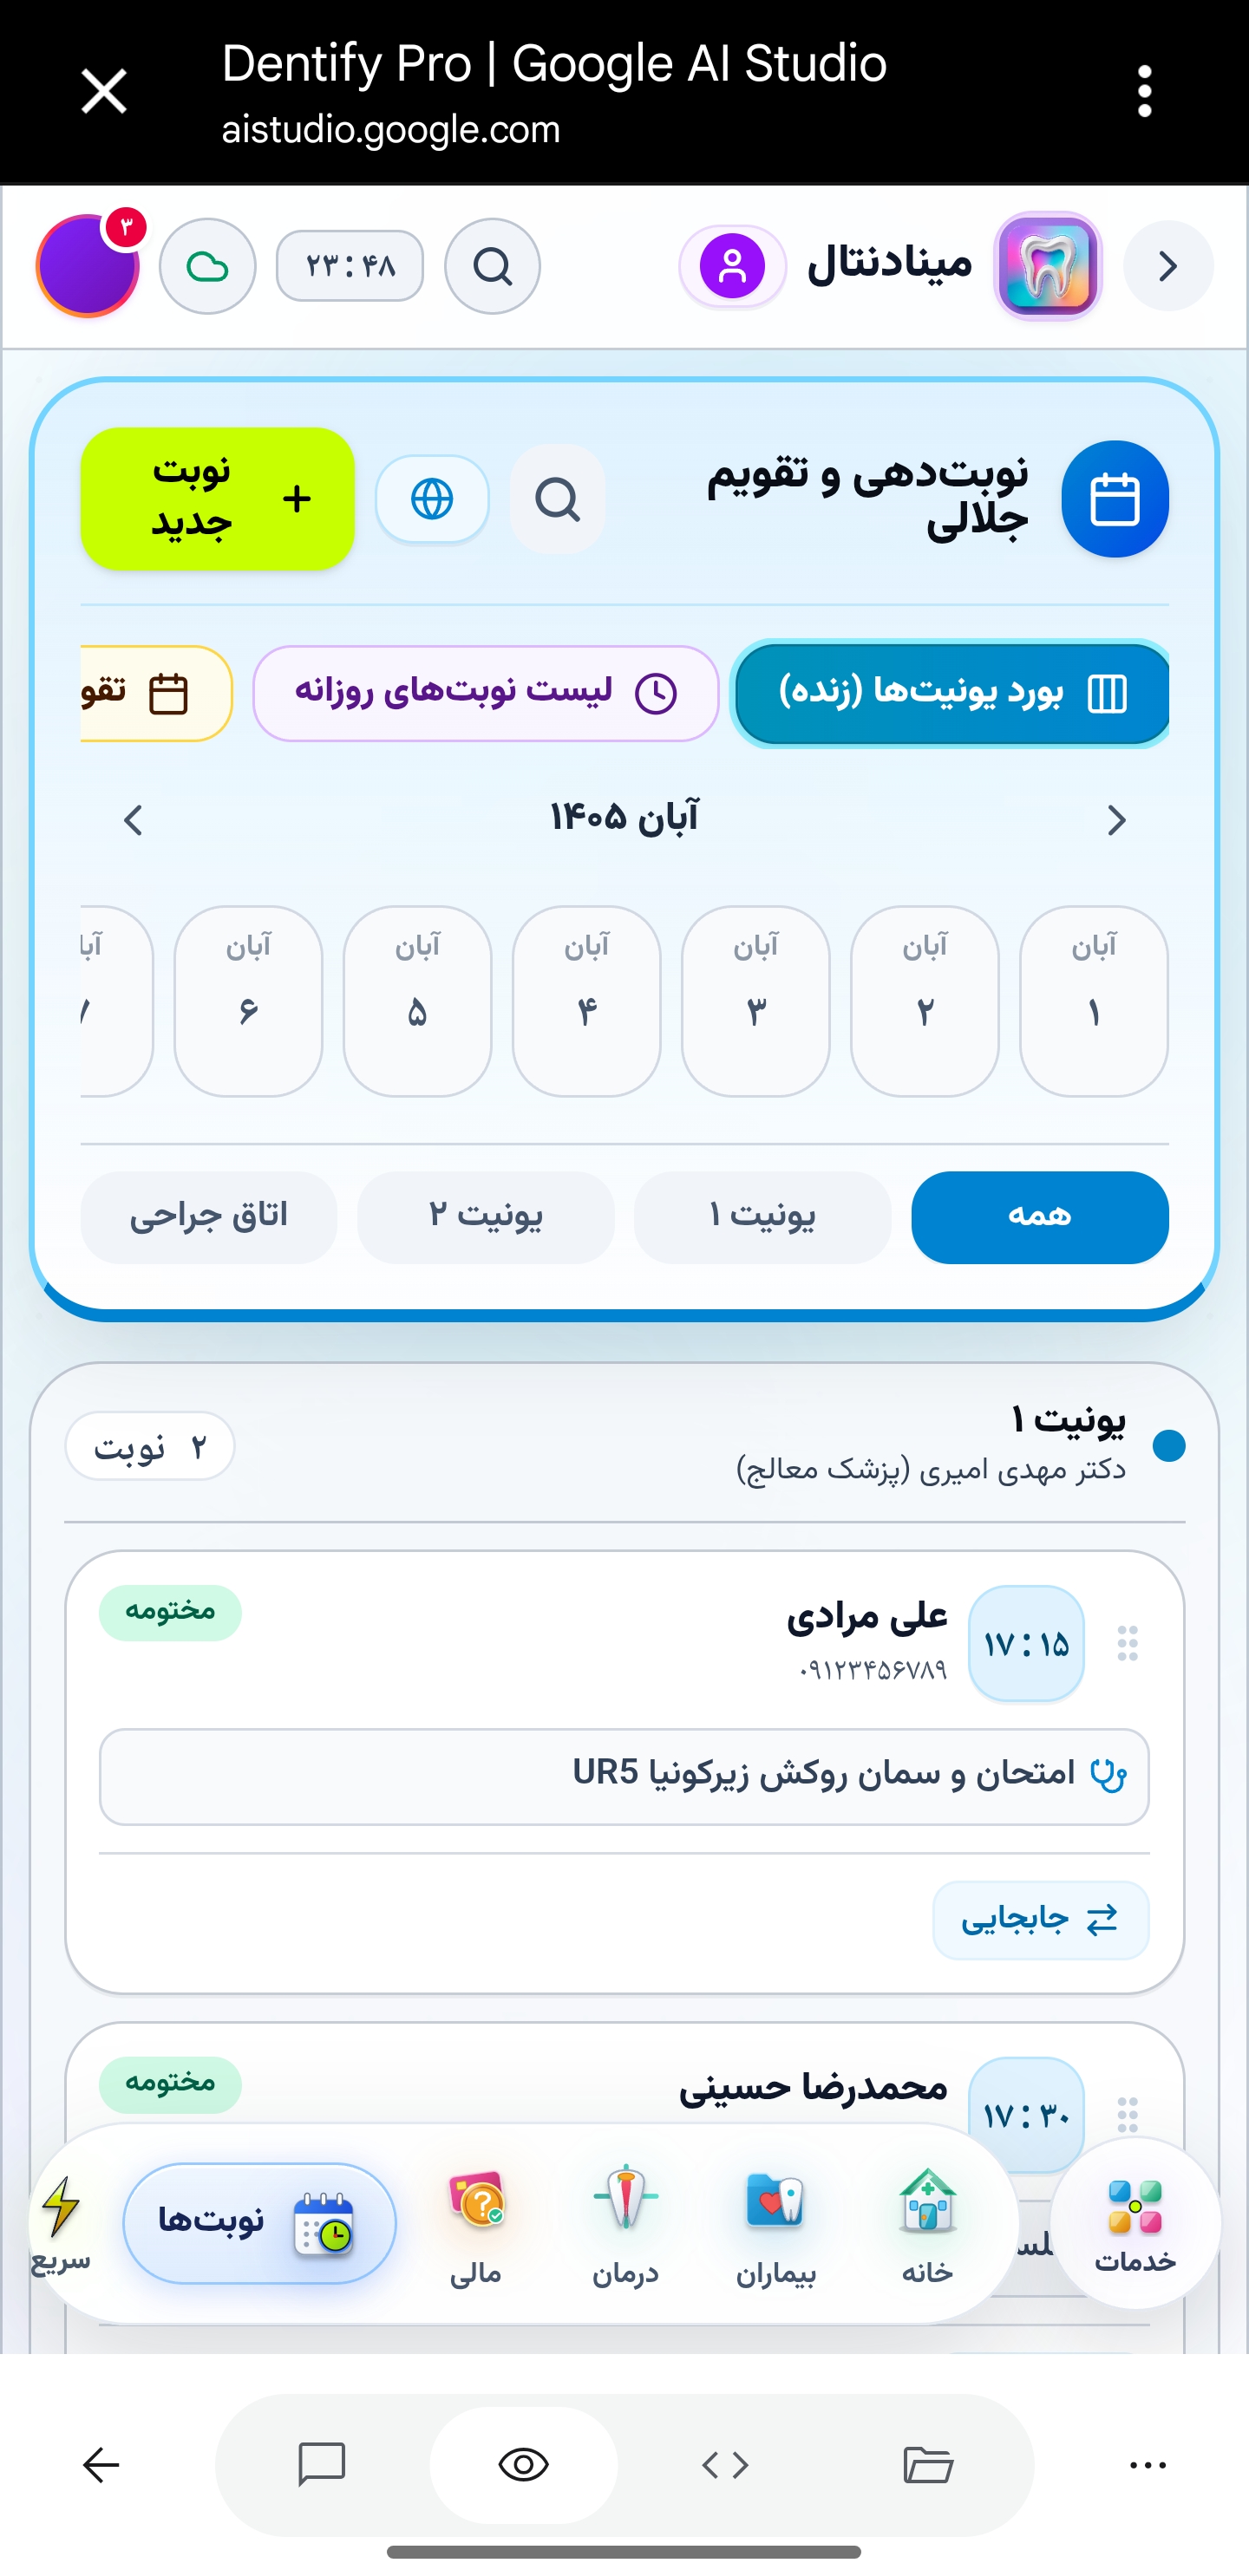 Dentify Pro | Google AI Studio
aistudio.google.com
مینادنتال
۲۳:۴۸
۳
نوبت‌دهی و تقویم
جلالی
نوبت
جدید
بورد یونیت‌ها (زنده)
لیست نوبت‌های روزانه
تقو
آبان ۱۴۰۵
آبان آبان آبان آبان آبان آبان آبا
۱ ۲ ۳ ۴ ۵ ۶ ۷
همه
یونیت ۱
یونیت ۲
اتاق جراحی
یونیت ۱
دکتر مهدی امیری (پزشک معالج)
۲ نوبت
۱۷:۱۵
علی مرادی
۰۹۱۲۳۴۵۶۷۸۹
مختومه
امتحان و سمان روکش زیرکونیا UR5
جابجایی
۱۷:۳۰
محمدرضا حسینی
مختومه
خدمات
خانه
بیماران
درمان
مالی
نوبت‌ها
سریع